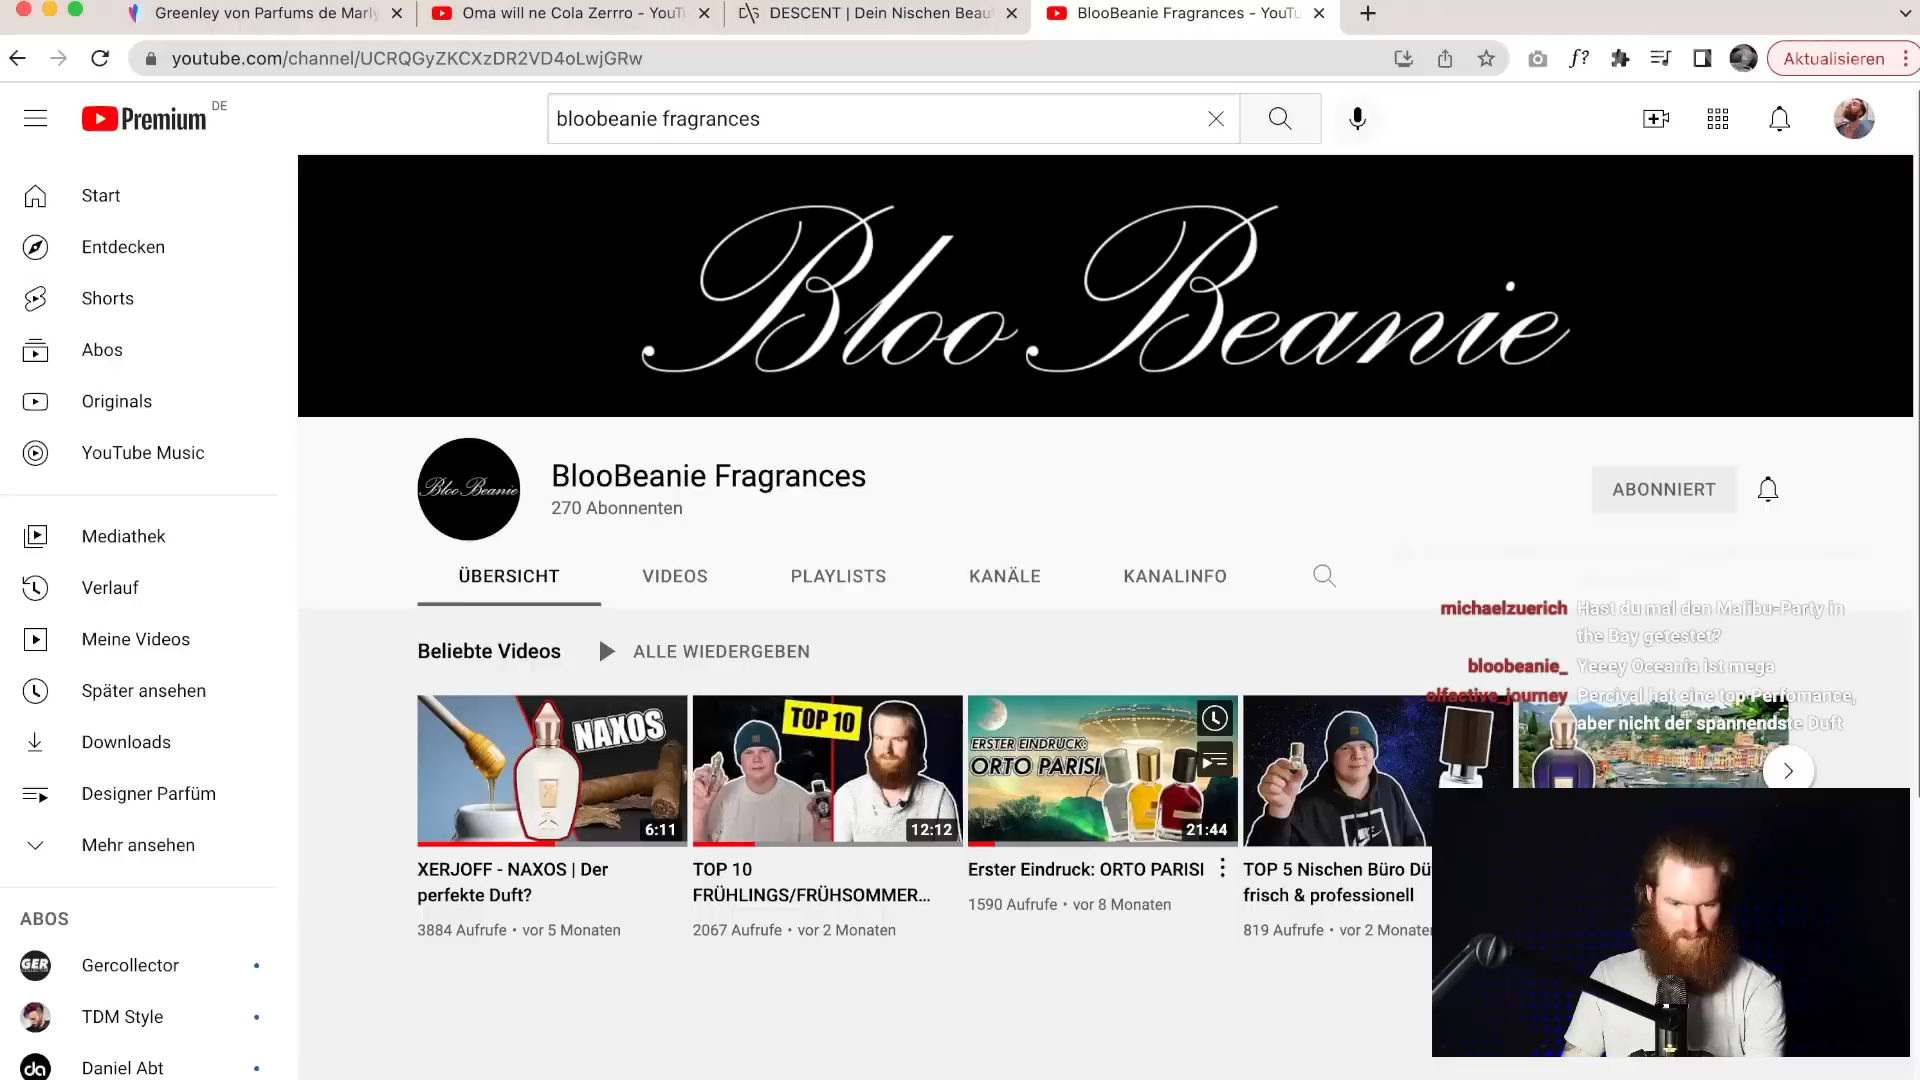 Greenley von Parfums de Marly
Oma will ne Cola Zerrro - YouTu
DESCENT | Dein Nischen Beau
BlooBeanie Fragrances - YouTu
youtube.com/channel/UCRQGyZKCXzDR2VD4oLwjGRw
f?
Aktualisieren
Premium
DE
bloobeanie fragrances
Start
Entdecken
Shorts
Abos
Originals
YouTube Music
Mediathek
Verlauf
Meine Videos
Später ansehen
Downloads
Designer Parfüm
Mehr ansehen
ABOS
Gercollector
TDM Style
Daniel Abt
Bloo Beanie
Bloo Beanie
BlooBeanie Fragrances
270 Abonnenten
ABONNIERT
ÜBERSICHT
VIDEOS
PLAYLISTS
KANÄLE
KANALINFO
michaelzuerich Hast du mal den Malibu-Party in
the Bay getestet?
bloobeanie_ Yeeey Oceania ist mega
olfactive_journey Percival hat eine top Perfomance,
aber nicht der spannendste Duft
Beliebte Videos
ALLE WIEDERGEBEN
NAXOS
6:11
XERJOFF - NAXOS | Der
perfekte Duft?
3884 Aufrufe • vor 5 Monaten
TOP 10
12:12
TOP 10
FRÜHLINGS/FRÜHSOMMER...
2067 Aufrufe • vor 2 Monaten
ERSTER EINDRUCK:
ORTO PARISI
21:44
Erster Eindruck: ORTO PARISI
1590 Aufrufe • vor 8 Monaten
TOP 5 Nischen Büro Dü
frisch & professionell
819 Aufrufe • vor 2 Monaten
GER
da